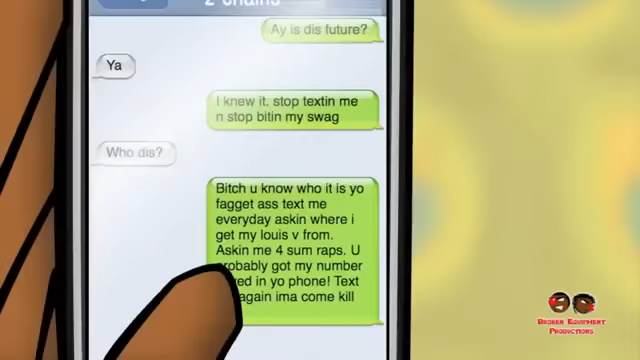 2 Chains
Ay is dis future?
Ya
I knew it. stop textin me
n stop bitin my swag
Who dis?
Bitch u know who it is yo
fagget ass text me
everyday askin where i
get my louis v from.
Askin me 4 sum raps. U
probably got my number
in yo phone! Text
again ima come kill
Broken Equipment
Productions